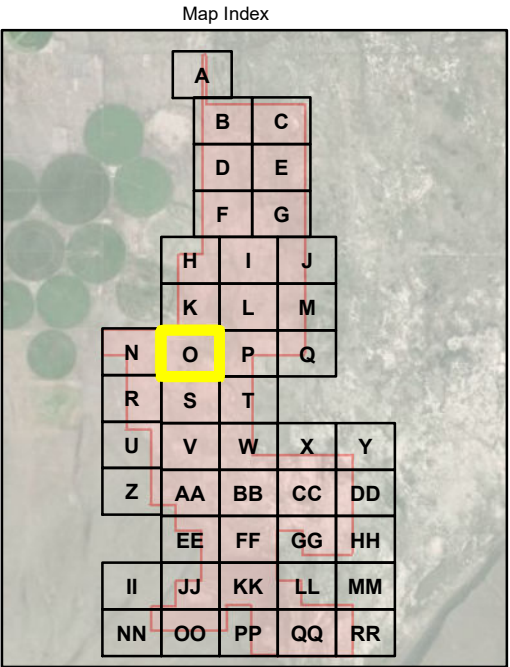 Map Index
A
B C
D E
F G
H I J
K L M
N O P Q
R S T
U V W X Y
Z AA BB CC DD
EE FF GG HH
II JJ KK LL MM
NN OO PP QQ RR